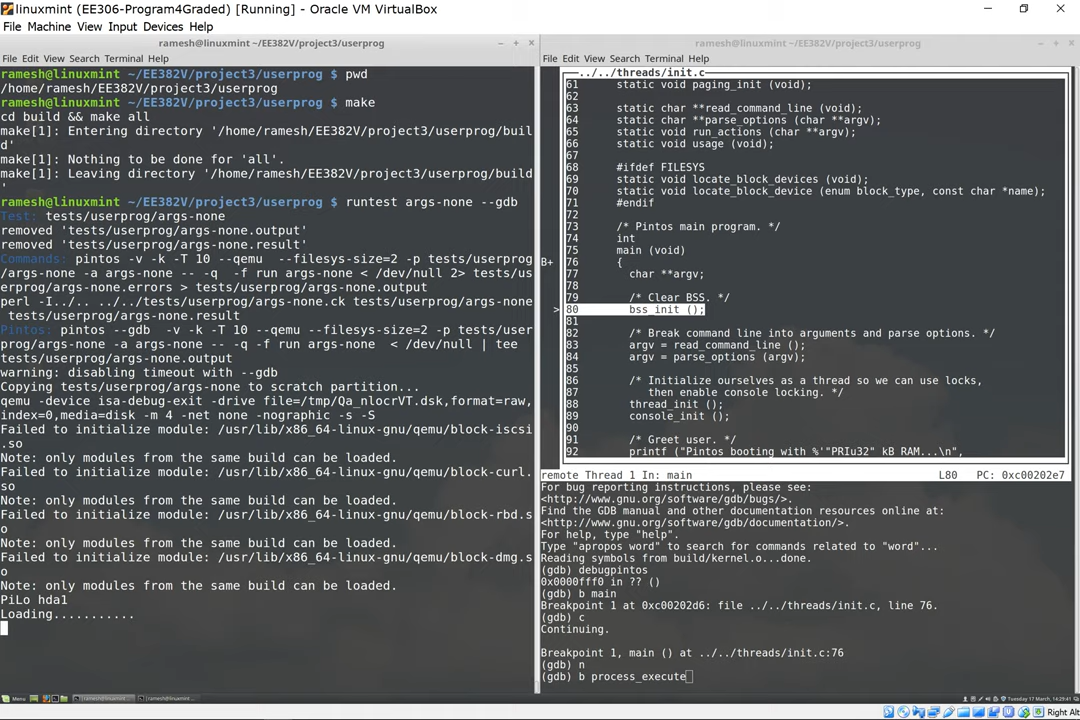 linuxmint (EE306-Program4Graded) [Running] - Oracle VM VirtualBox
File Machine View Input Devices Help
ramesh@linuxmint ~/EE382V/project3/userprog
File Edit View Search Terminal Help
ramesh@linuxmint ~/EE382V/project3/userprog $ pwd
/home/ramesh/EE382V/project3/userprog
ramesh@linuxmint ~/EE382V/project3/userprog $ make
cd build && make all
make[1]: Entering directory '/home/ramesh/EE382V/project3/userprog/buil
d'
make[1]: Nothing to be done for 'all'.
make[1]: Leaving directory '/home/ramesh/EE382V/project3/userprog/build
'
ramesh@linuxmint ~/EE382V/project3/userprog $ runtest args-none --gdb
Test: tests/userprog/args-none
removed 'tests/userprog/args-none.output'
removed 'tests/userprog/args-none.result'
Commands: pintos -v -k -T 10 --qemu  --filesys-size=2 -p tests/userprog
/args-none -a args-none -- -q  -f run args-none < /dev/null 2> tests/us
erprog/args-none.errors > tests/userprog/args-none.output
perl -I../.. ../../tests/userprog/args-none.ck tests/userprog/args-none
tests/userprog/args-none.result
Pintos: pintos --gdb  -v -k -T 10 --qemu --filesys-size=2 -p tests/user
prog/args-none -a args-none -- -q -f run args-none  < /dev/null | tee
tests/userprog/args-none.output
warning: disabling timeout with --gdb
Copying tests/userprog/args-none to scratch partition...
qemu -device isa-debug-exit -drive file=/tmp/Qa_nlocrVT.dsk,format=raw,
index=0,media=disk -m 4 -net none -nographic -s -S
Failed to initialize module: /usr/lib/x86_64-linux-gnu/qemu/block-iscsi
.so
Note: only modules from the same build can be loaded.
Failed to initialize module: /usr/lib/x86_64-linux-gnu/qemu/block-curl.
so
Note: only modules from the same build can be loaded.
Failed to initialize module: /usr/lib/x86_64-linux-gnu/qemu/block-rbd.s
o
Note: only modules from the same build can be loaded.
Failed to initialize module: /usr/lib/x86_64-linux-gnu/qemu/block-dmg.s
o
Note: only modules from the same build can be loaded.
PiLo hda1
Loading...........
ramesh@linuxmint ~/EE382V/project3/userprog
File Edit View Search Terminal Help
../../threads/init.c
61 static void paging_init (void);
62
63 static char **read_command_line (void);
64 static char **parse_options (char **argv);
65 static void run_actions (char **argv);
66 static void usage (void);
67
68 #ifdef FILESYS
69 static void locate_block_devices (void);
70 static void locate_block_device (enum block_type, const char *name);
71 #endif
72
73 /* Pintos main program. */
74 int
75 main (void)
B+ 76 {
77 char **argv;
78
79 /* Clear BSS. */
> 80 bss_init ();
81
82 /* Break command line into arguments and parse options. */
83 argv = read_command_line ();
84 argv = parse_options (argv);
85
86 /* Initialize ourselves as a thread so we can use locks,
87 then enable console locking. */
88 thread_init ();
89 console_init ();
90
91 /* Greet user. */
92 printf ("Pintos booting with %'"PRIu32" kB RAM...\n",
remote Thread 1 In: main L80 PC: 0xc00202e7
For bug reporting instructions, please see:
<http://www.gnu.org/software/gdb/bugs/>.
Find the GDB manual and other documentation resources online at:
<http://www.gnu.org/software/gdb/documentation/>.
For help, type "help".
Type "apropos word" to search for commands related to "word"...
Reading symbols from build/kernel.o...done.
(gdb) debugpintos
0x0000fff0 in ?? ()
(gdb) b main
Breakpoint 1 at 0xc00202d6: file ../../threads/init.c, line 76.
(gdb) c
Continuing.
Breakpoint 1, main () at ../../threads/init.c:76
(gdb) n
(gdb) b process_execute
Menu
Tuesday 17 March, 14:29:41
Right Alt